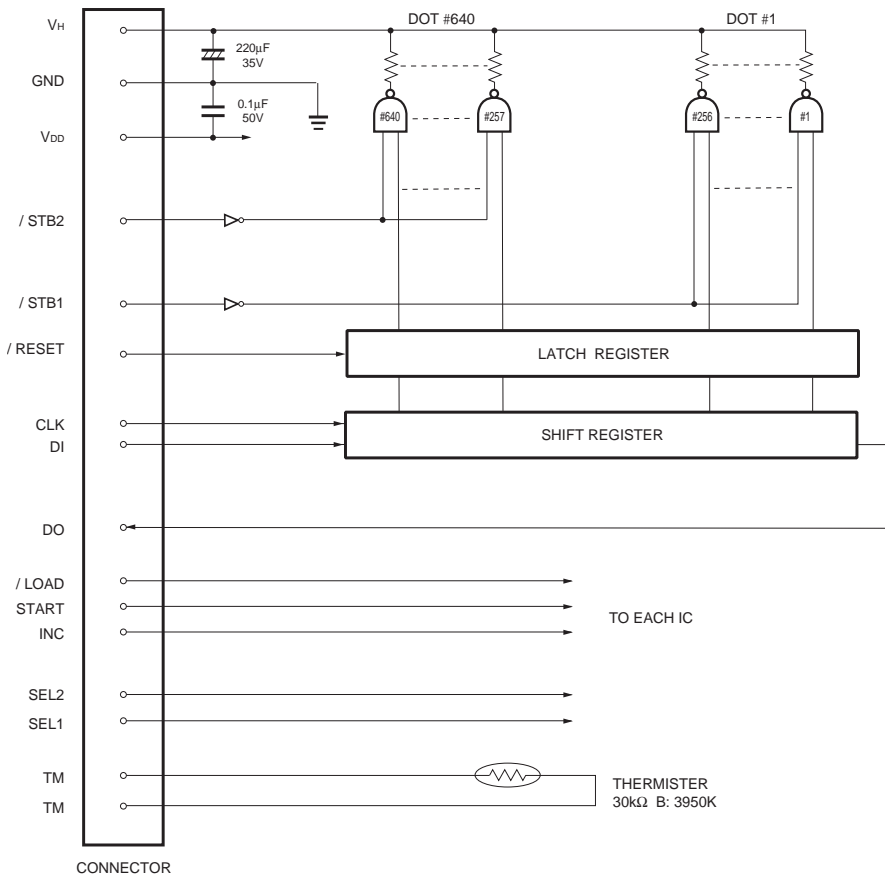 VH
DOT #640
DOT #1
220µF
35V
GND
0.1µF
50V
VDD
#640
#257
#256
#1
/ STB2
/ STB1
/ RESET
LATCH REGISTER
CLK
DI
SHIFT REGISTER
DO
/ LOAD
START
INC
TO EACH IC
SEL2
SEL1
TM
TM
THERMISTER
30kΩ B: 3950K
CONNECTOR